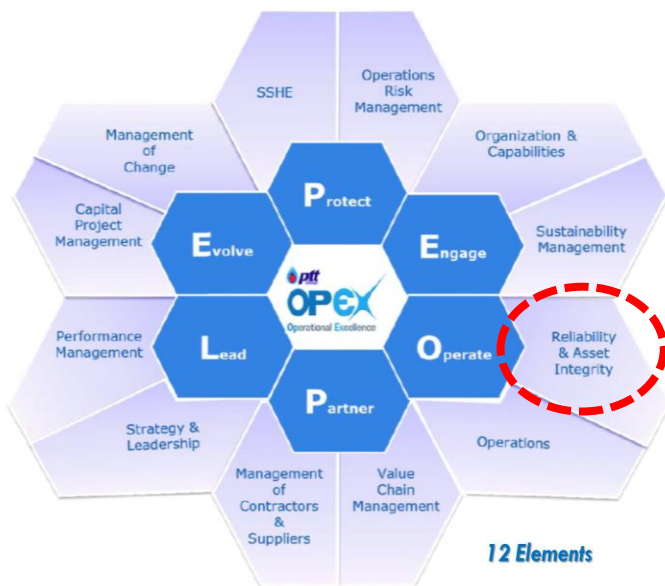 SSHE
Operations
Risk
Management
Management
of
Change
Organization &
Capabilities
Protect
Capital
Project
Management
Evolve
Engage
Sustainability
Management
ptt
OPEX
Operational Excellence
Performance
Management
Lead
Operate
Reliability
& Asset
Integrity
Partner
Strategy &
Leadership
Operations
Management
of
Contractors
&
Suppliers
Value
Chain
Management
12 Elements